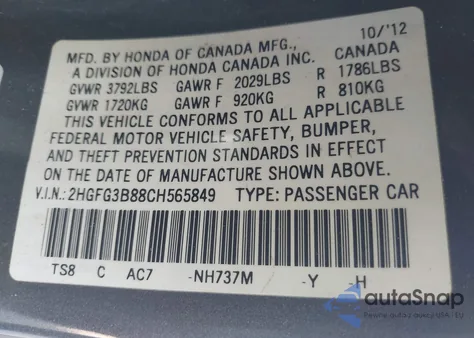 10/'12
MFD. BY HONDA OF CANADA MFG.,
A DIVISION OF HONDA CANADA INC. CANADA
GVWR 3792LBS GAWR F 2029LBS R 1786LBS
GVWR 1720KG GAWR F 920KG R 810KG
THIS VEHICLE CONFORMS TO ALL APPLICABLE
FEDERAL MOTOR VEHICLE SAFETY, BUMPER,
AND THEFT PREVENTION STANDARDS IN EFFECT
ON THE DATE OF MANUFACTURE SHOWN ABOVE.
V.I.N.: 2HGFG3B88CH565849 TYPE: PASSENGER CAR
TS8 C AC7 -NH737M -Y -H
autaSnap